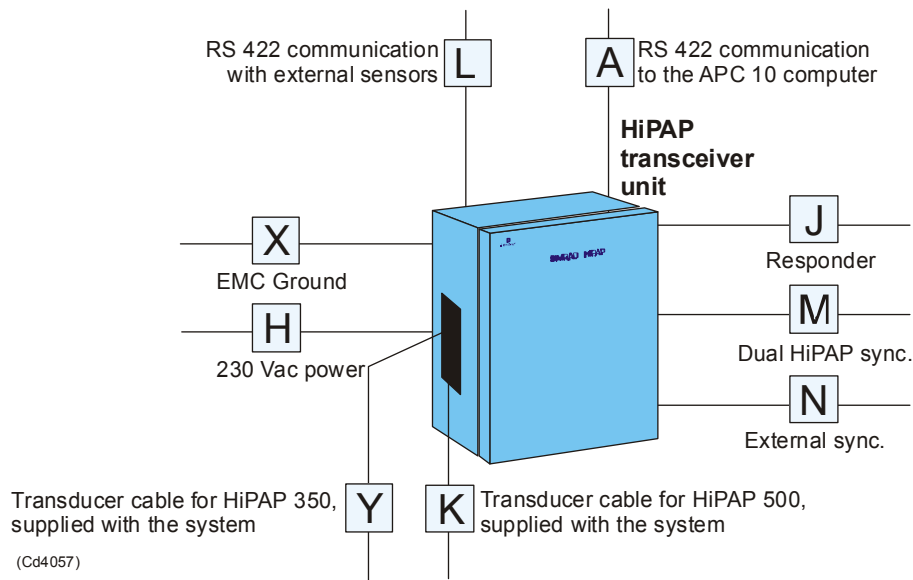 RS 422 communication
with external sensors
L
A
RS 422 communication
to the APC 10 computer
HiPAP
transceiver
unit
X
EMC Ground
H
230 Vac power
SIMRAD HiPAP
J
Responder
M
Dual HiPAP sync.
N
External sync.
Transducer cable for HiPAP 350,
supplied with the system
Y
K
Transducer cable for HiPAP 500,
supplied with the system
(Cd4057)